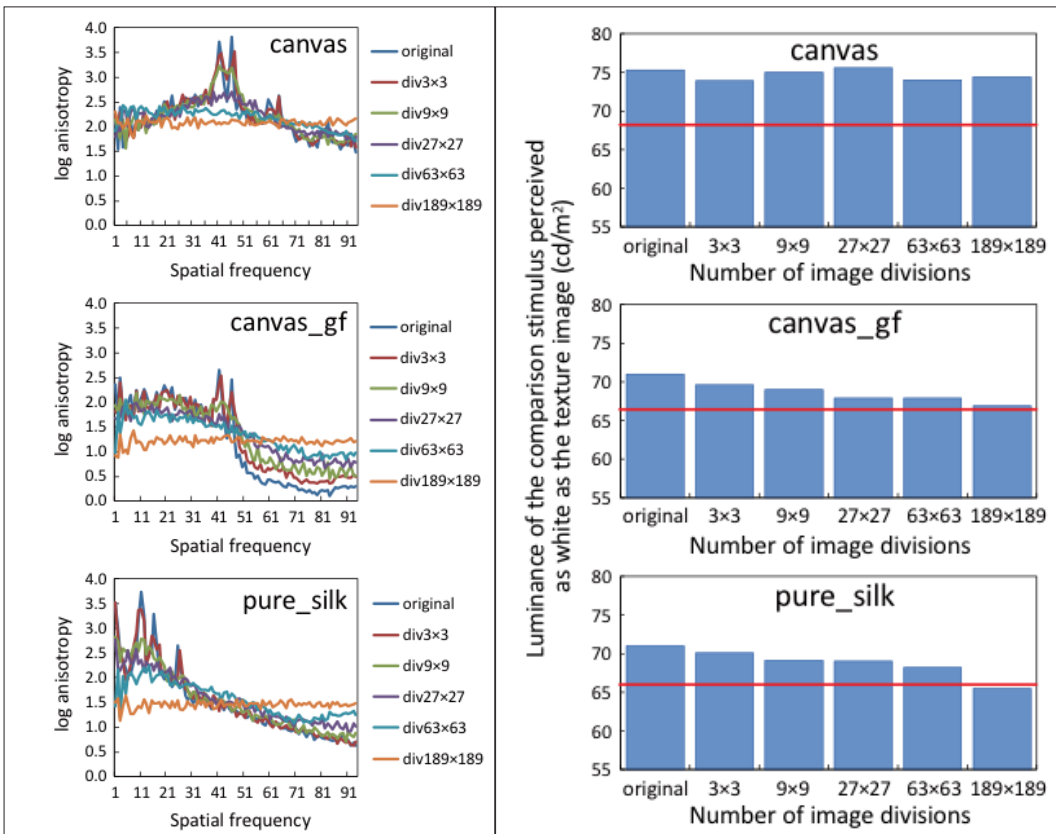 canvas
4.0
3.5
3.0
2.5
2.0
1.5
1.0
0.5
0.0
log anisotropy
1 11 21 31 41 51 61 71 81 91
Spatial frequency
original
div3×3
div9×9
div27×27
div63×63
div189×189
canvas_gf
4.0
3.5
3.0
2.5
2.0
1.5
1.0
0.5
0.0
log anisotropy
1 11 21 31 41 51 61 71 81 91
Spatial frequency
original
div3×3
div9×9
div27×27
div63×63
div189×189
pure_silk
4.0
3.5
3.0
2.5
2.0
1.5
1.0
0.5
0.0
log anisotropy
1 11 21 31 41 51 61 71 81 91
Spatial frequency
original
div3×3
div9×9
div27×27
div63×63
div189×189
Luminance of the comparison stimulus perceived
as white as the texture image (cd/m²)
canvas
80
75
70
65
60
55
original 3×3 9×9 27×27 63×63 189×189
Number of image divisions
canvas_gf
80
75
70
65
60
55
original 3×3 9×9 27×27 63×63 189×189
Number of image divisions
pure_silk
80
75
70
65
60
55
original 3×3 9×9 27×27 63×63 189×189
Number of image divisions